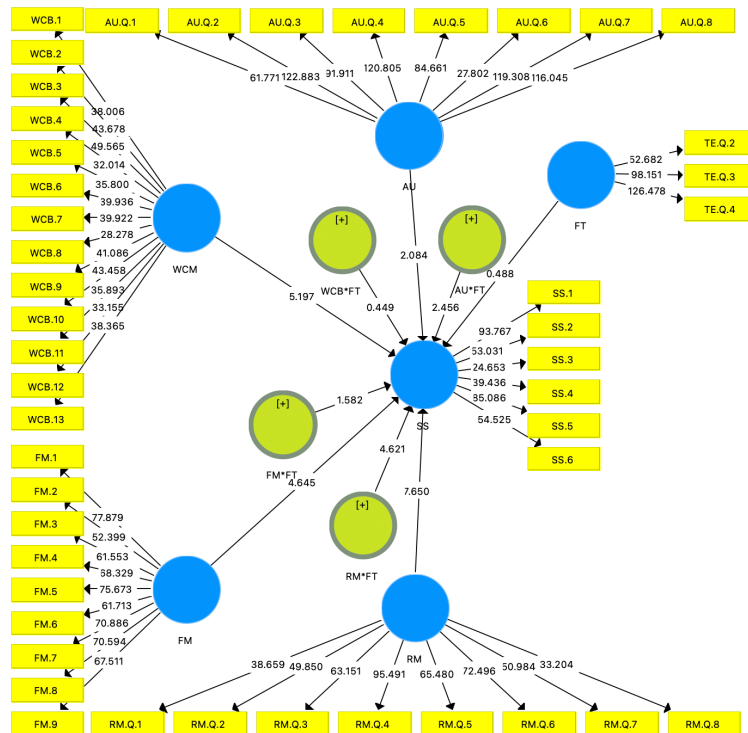 WCB.1
AU.Q.1
AU.Q.2
AU.Q.3
AU.Q.4
AU.Q.5
AU.Q.6
AU.Q.7
AU.Q.8
WCB.2
WCB.3
WCB.4
WCB.5
WCB.6
WCB.7
WCB.8
WCB.9
WCB.10
WCB.11
WCB.12
WCB.13
61.771
122.883
91.911
120.805
84.661
27.802
119.308
116.045
38.006
43.678
49.565
32.014
35.800
39.936
39.922
28.278
41.086
43.458
35.893
33.155
38.365
WCM
AU
FT
52.682
98.151
126.478
TE.Q.2
TE.Q.3
TE.Q.4
[+]
WCB*FT
[+]
AU*FT
2.084
0.488
5.197
0.449
2.456
SS
93.767
53.031
24.653
39.436
54.525
SS.1
SS.2
SS.3
SS.4
SS.5
SS.6
[+]
FM*FT
1.582
4.645
4.621
7.650
[+]
RM*FT
FM.1
FM.2
FM.3
FM.4
FM.5
FM.6
FM.7
FM.8
FM.9
77.879
52.399
61.553
68.329
75.673
61.713
70.886
70.594
67.511
FM
RM
38.659
49.850
63.151
95.491
65.480
72.496
50.984
33.204
RM.Q.1
RM.Q.2
RM.Q.3
RM.Q.4
RM.Q.5
RM.Q.6
RM.Q.7
RM.Q.8